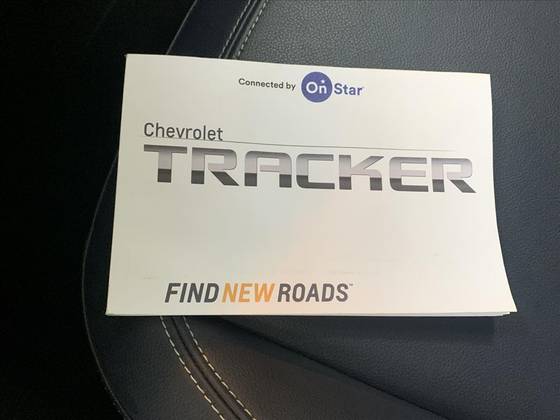 Connected by OnStar
Chevrolet
TRACKER
FIND NEW ROADS™